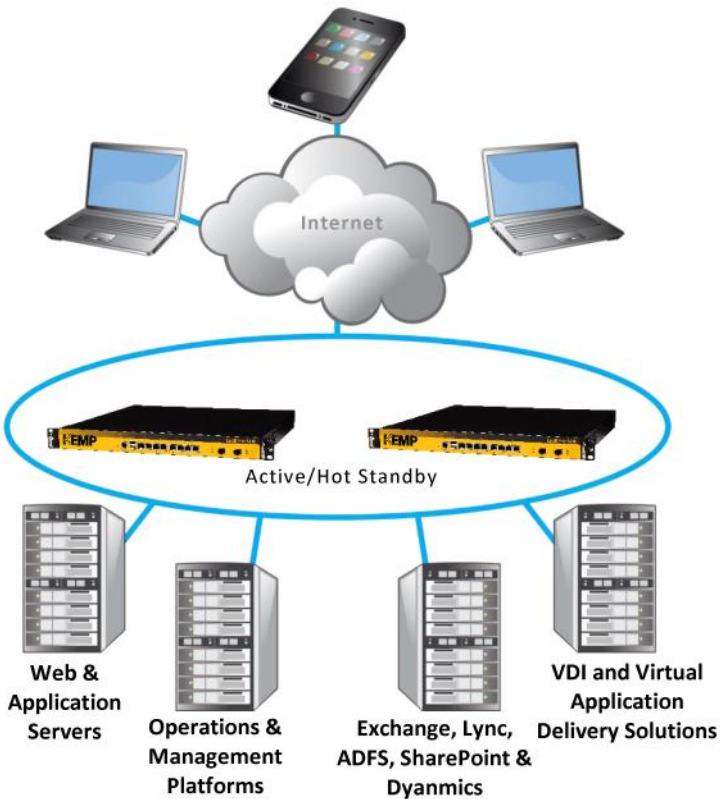 Internet
KEMP
KEMP
Active/Hot Standby
Web &
Application
Servers
Operations &
Management
Platforms
Exchange, Lync,
ADFS, SharePoint &
Dyanmics
VDI and Virtual
Application
Delivery Solutions